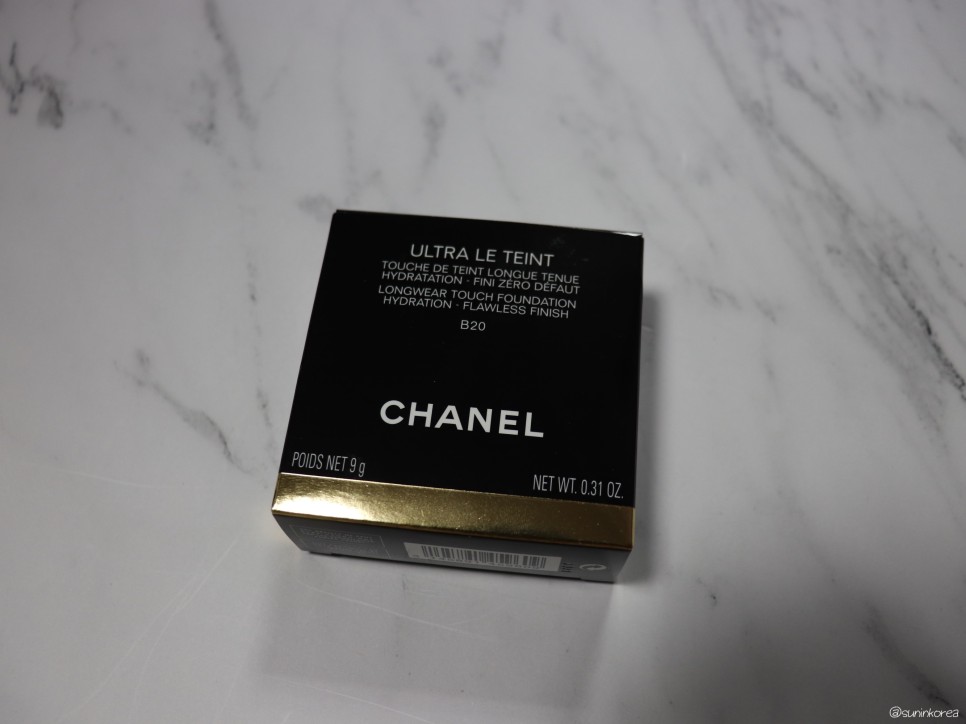 ULTRA LE TEINT
TOUCHE DE TEINT LONGUE TENUE
HYDRATATION · FINI ZÉRO DÉFAUT
LONGWEAR TOUCH FOUNDATION
HYDRATION · FLAWLESS FINISH
B20
CHANEL
POIDS NET 9 g
NET WT. 0.31 OZ.
@suninkorea